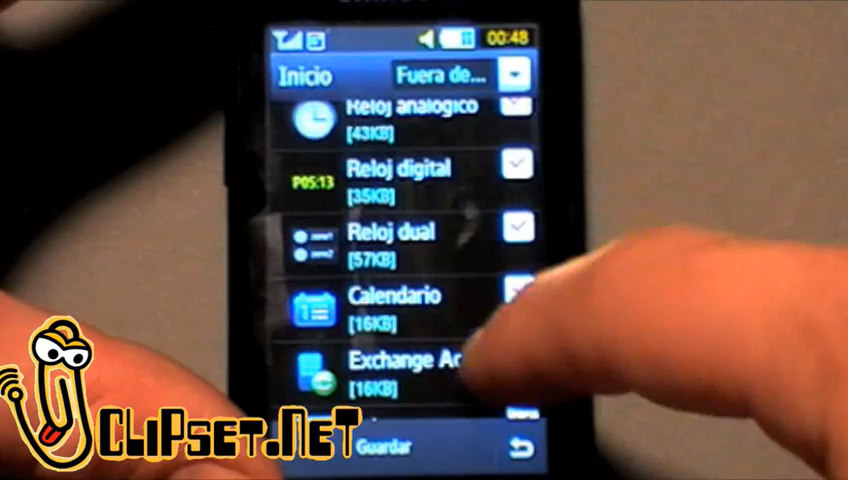 00:48
Inicio Fuera de...
Reloj analógico
[43KB]
P05:13 Reloj digital
[35KB]
Reloj dual
[57KB]
Calendario
[16KB]
Exchange Ac
[16KB]
Guardar
CLIPSET.NET